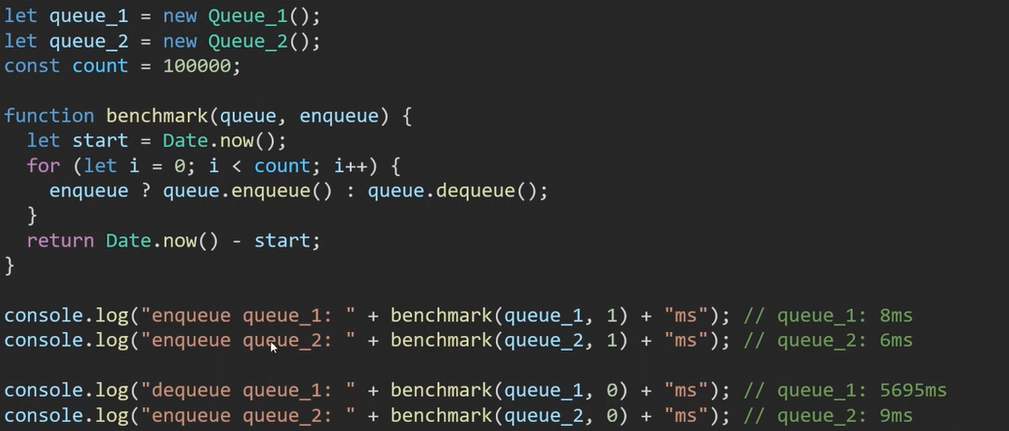 let queue_1 = new Queue_1();
let queue_2 = new Queue_2();
const count = 100000;
function benchmark(queue, enqueue) {
  let start = Date.now();
  for (let i = 0; i < count; i++) {
    enqueue ? queue.enqueue() : queue.dequeue();
  }
  return Date.now() - start;
}
console.log("enqueue queue_1: " + benchmark(queue_1, 1) + "ms"); // queue_1: 8ms
console.log("enqueue queue_2: " + benchmark(queue_2, 1) + "ms"); // queue_2: 6ms
console.log("dequeue queue_1: " + benchmark(queue_1, 0) + "ms"); // queue_1: 5695ms
console.log("enqueue queue_2: " + benchmark(queue_2, 0) + "ms"); // queue_2: 9ms